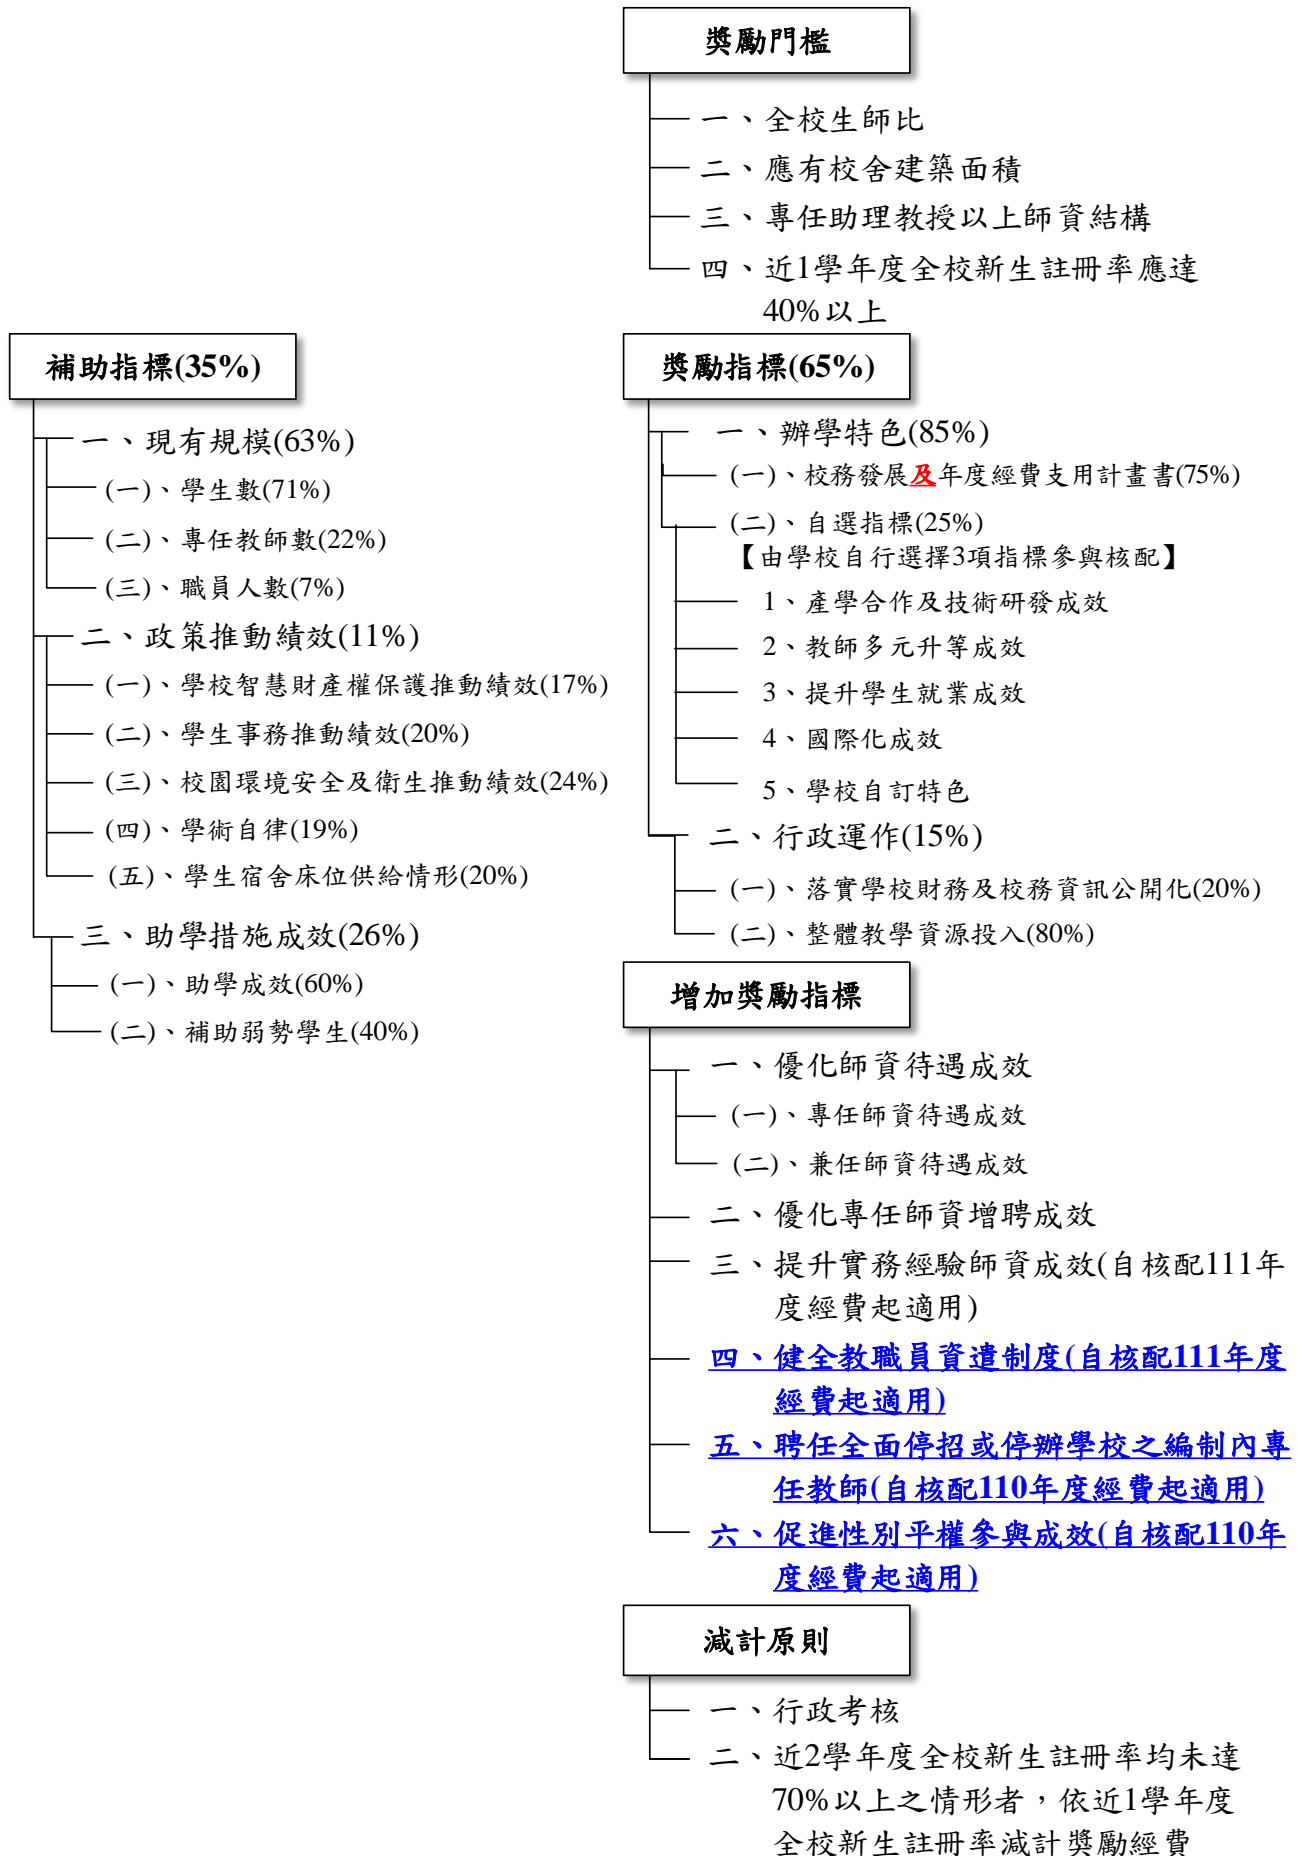 獎勵門檻
一、全校生師比
二、應有校舍建築面積
三、專任助理教授以上師資結構
四、近1學年度全校新生註冊率應達
40%以上
補助指標(35%)
一、現有規模(63%)
(一)、學生數(71%)
(二)、專任教師數(22%)
(三)、職員人數(7%)
二、政策推動績效(11%)
(一)、學校智慧財產權保護推動績效(17%)
(二)、學生事務推動績效(20%)
(三)、校園環境安全及衛生推動績效(24%)
(四)、學術自律(19%)
(五)、學生宿舍床位供給情形(20%)
三、助學措施成效(26%)
(一)、助學成效(60%)
(二)、補助弱勢學生(40%)
獎勵指標(65%)
一、辦學特色(85%)
(一)、校務發展及年度經費支用計畫書(75%)
(二)、自選指標(25%)
【由學校自行選擇3項指標參與核配】
1、產學合作及技術研發成效
2、教師多元升等成效
3、提升學生就業成效
4、國際化成效
5、學校自訂特色
二、行政運作(15%)
(一)、落實學校財務及校務資訊公開化(20%)
(二)、整體教學資源投入(80%)
增加獎勵指標
一、優化師資待遇成效
(一)、專任師資待遇成效
(二)、兼任師資待遇成效
二、優化專任師資增聘成效
三、提升實務經驗師資成效(自核配111年
度經費起適用)
四、健全教職員資遣制度(自核配111年度
經費起適用)
五、聘任全面停招或停辦學校之編制內專
任教師(自核配110年度經費起適用)
六、促進性別平權參與成效(自核配110年
度經費起適用)
減計原則
一、行政考核
二、近2學年度全校新生註冊率均未達
70%以上之情形者，依近1學年度
全校新生註冊率減計獎勵經費